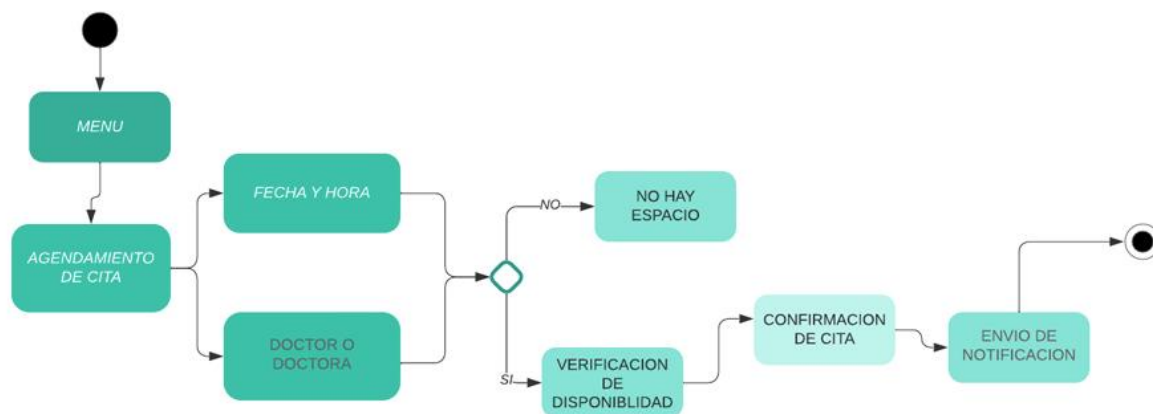 MENU
AGENDAMIENTO
DE CITA
FECHA Y HORA
DOCTOR O
DOCTORA
NO
NO HAY
ESPACIO
SI
VERIFICACION
DE
DISPONIBLIDAD
CONFIRMACION
DE CITA
ENVIO DE
NOTIFICACION